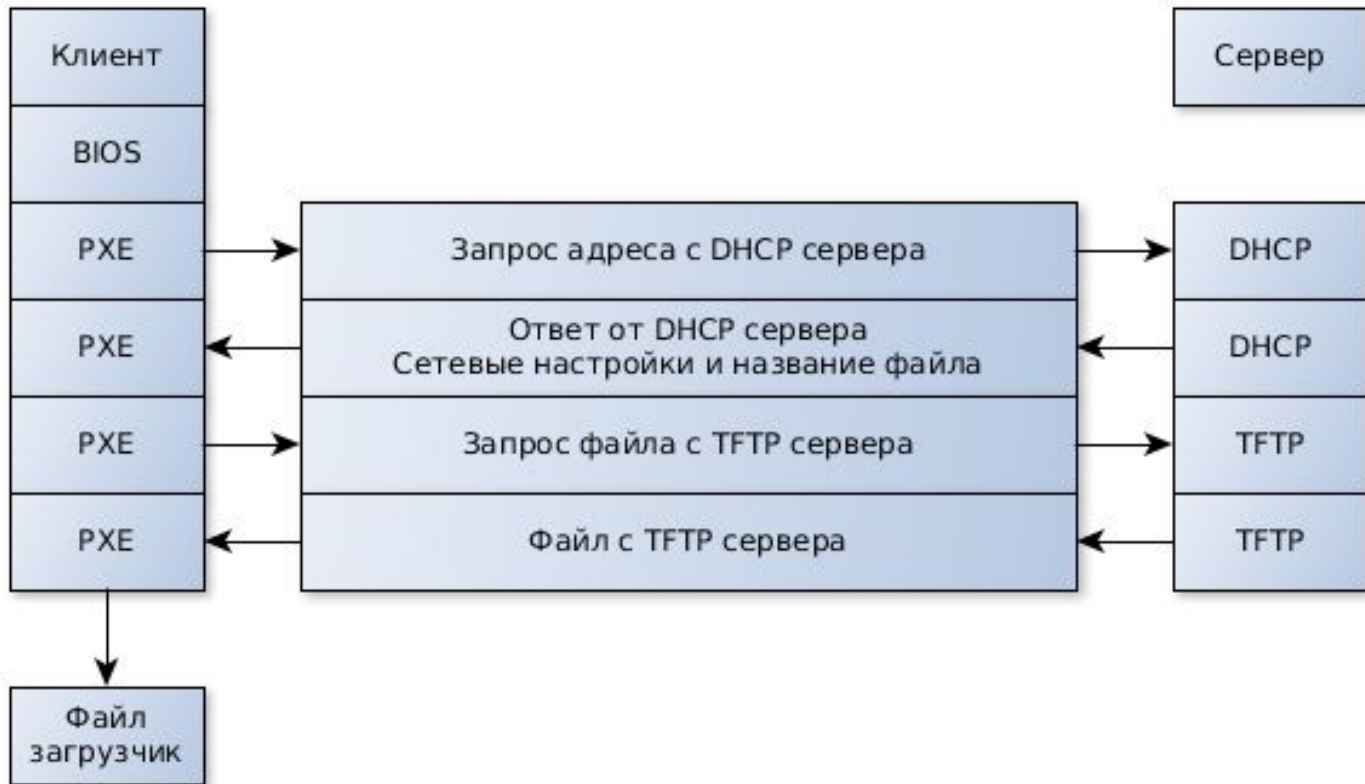 Клиент
Сервер
BIOS
PXE
Запрос адреса с DHCP сервера
DHCP
PXE
Ответ от DHCP сервера
Сетевые настройки и название файла
DHCP
PXE
Запрос файла с TFTP сервера
TFTP
PXE
Файл с TFTP сервера
TFTP
Файл
загрузчик